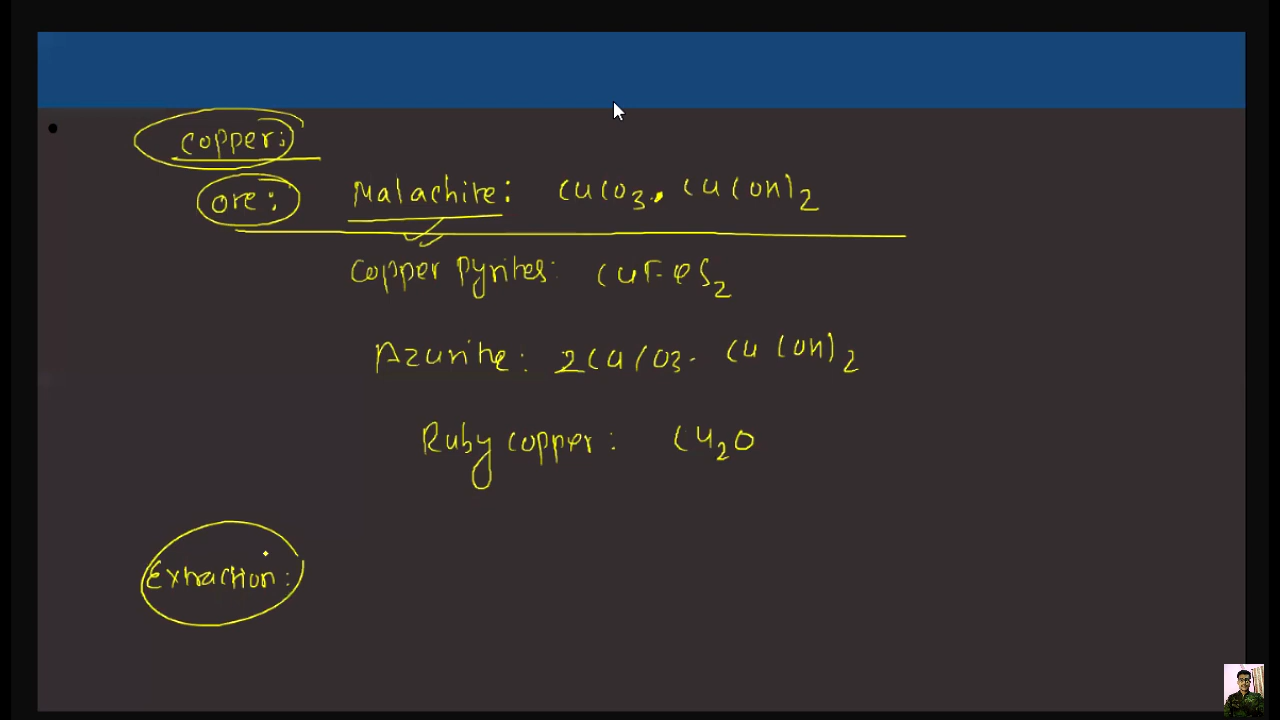 Copper:
Ore: Malachite: CuCO3. Cu(OH)2
Copper Pyrites: CuFeS2
Azurite: 2CuCO3. Cu(OH)2
Ruby copper: Cu2O
Extraction: